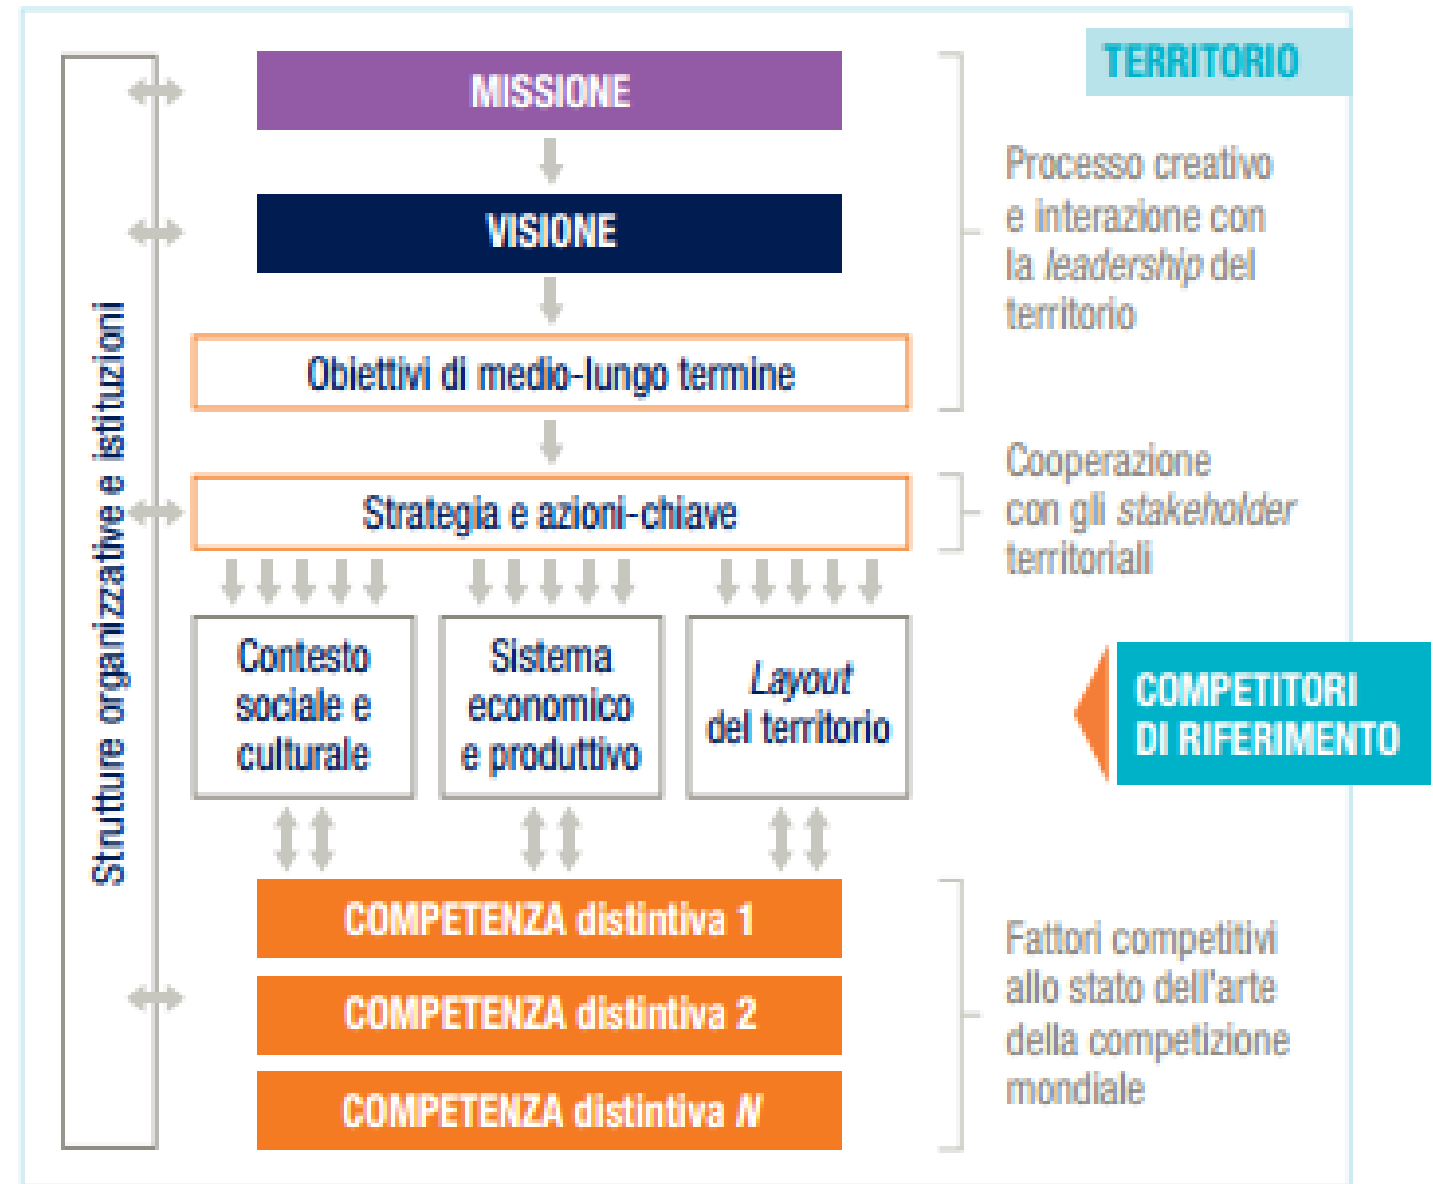 TERRITORIO
MISSIONE
VISIONE
Obiettivi di medio-lungo termine
Processo creativo
e interazione con
la leadership del
territorio
Strategia e azioni-chiave
Cooperazione
con gli stakeholder
territoriali
Strutture organizzative e istituzioni
Contesto
sociale e
culturale
Sistema
economico
e produttivo
Layout
del territorio
COMPETITORI
DI RIFERIMENTO
COMPETENZA distintiva 1
COMPETENZA distintiva 2
COMPETENZA distintiva N
Fattori competitivi
allo stato dell'arte
della competizione
mondiale